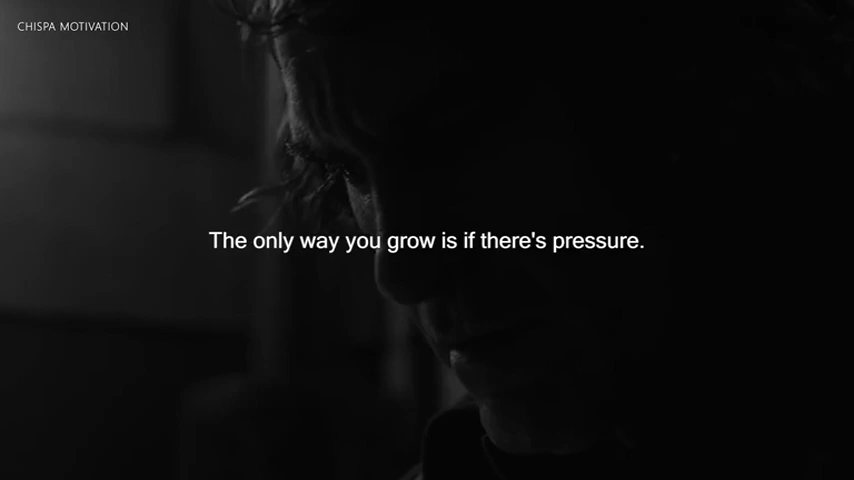 CHISPA MOTIVATION
The only way you grow is if there's pressure.